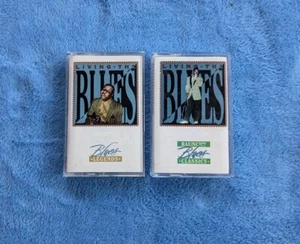 LIVING·THE
BLUES
Blues
LEGENDS
LIVING·THE
BLUES
RAUNCHY
Blues
CLASSICS